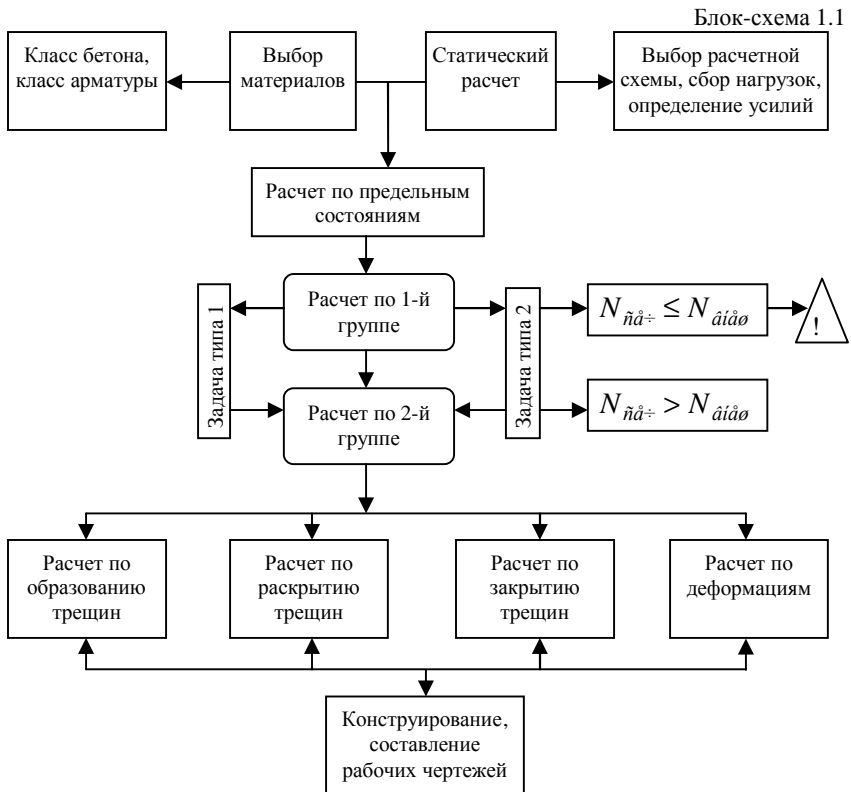 Блок-схема 1.1
Класс бетона,
класс арматуры
Выбор
материалов
Статический
расчет
Выбор расчетной
схемы, сбор нагрузок,
определение усилий
Расчет по предельным
состояниям
Задача типа 1
Расчет по 1-й
группе
Задача типа 2
N ñå÷ ≤ N âíåø
!
Расчет по 2-й
группе
N ñå÷ > N âíåø
Расчет по
образованию
трещин
Расчет по
раскрытию
трещин
Расчет по
закрытию
трещин
Расчет по
деформациям
Конструирование,
составление
рабочих чертежей